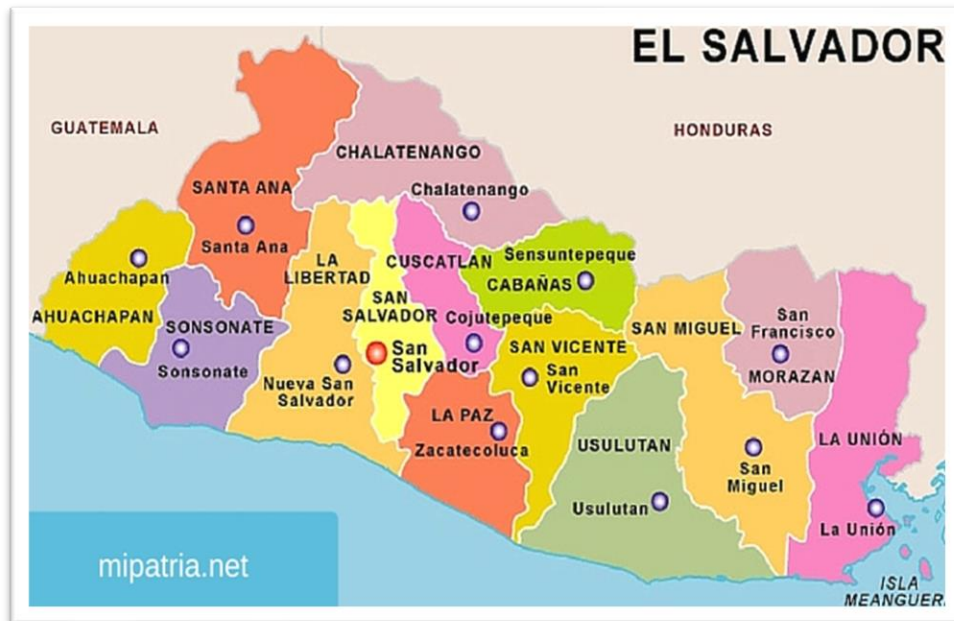 EL SALVADOR
GUATEMALA
HONDURAS
CHALATENANGO
Chalatenango
SANTA ANA
Santa Ana
Ahuachapan
AHUACHAPAN
SONSONATE
Sonsonate
LA
LIBERTAD
Nueva San
Salvador
SAN
SALVADOR
San
Salvador
CUSCATLAN
Cojutepeque
Sensuntepeque
CABAÑAS
SAN VICENTE
San
Vicente
LA PAZ
Zacatecoluca
USULUTAN
Usulutan
SAN MIGUEL
San
Miguel
San
Francisco
MORAZAN
LA UNIÓN
La Unión
ISLA
MEANGUER
mipatria.net